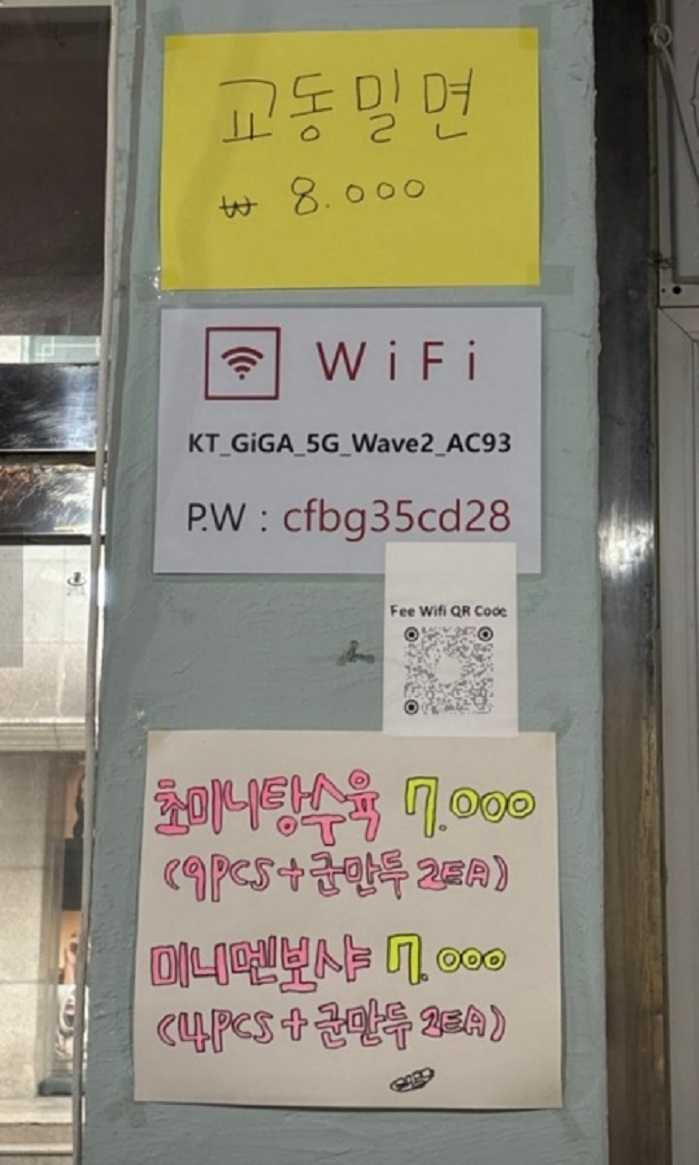 교동밀면
₩ 8.000
WiFi
KT_GiGA_5G_Wave2_AC93
P.W : cfbg35cd28
Fee Wifi QR Code
초미니탕수육 7.000
(9PCS + 군만두 2EA)
미니멘보샤 7.000
(4PCS + 군만두 2EA)